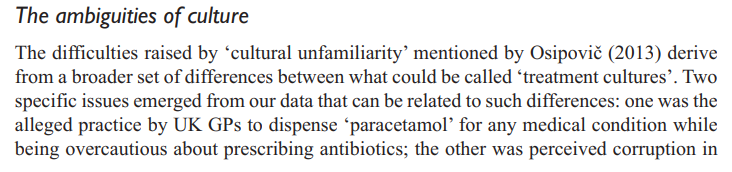 The ambiguities of culture
The difficulties raised by ‘cultural unfamiliarity’ mentioned by Osipovič (2013) derive
from a broader set of differences between what could be called ‘treatment cultures’. Two
specific issues emerged from our data that can be related to such differences: one was the
alleged practice by UK GPs to dispense ‘paracetamol’ for any medical condition while
being overcautious about prescribing antibiotics; the other was perceived corruption in